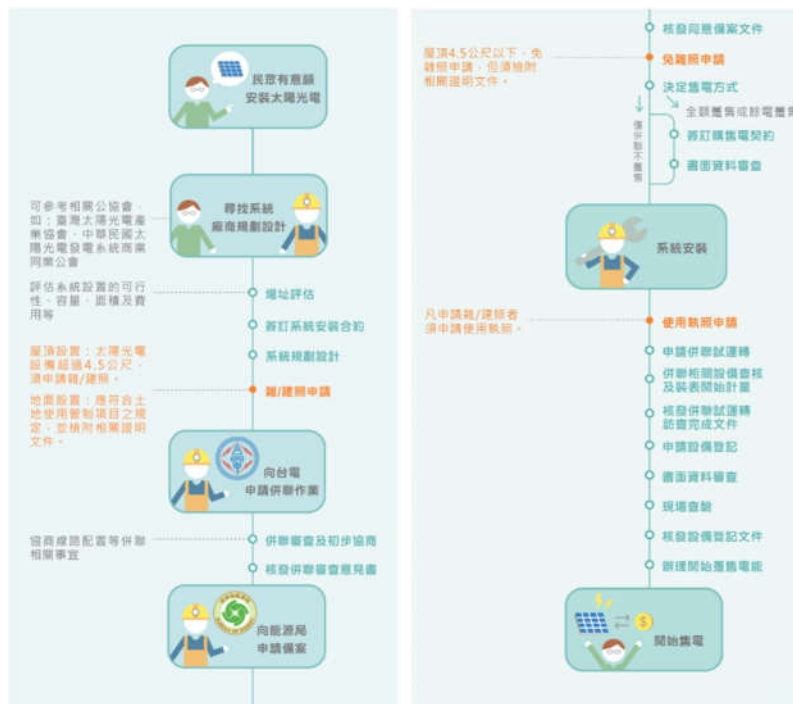 民眾有意願
安裝太陽光電
尋找系統
廠商規劃設計
可參考相關公協會，
如：臺灣太陽光電產
業協會、中華民國太
陽光電發電系統商業
同業公會
評估系統設置的可行
性、容量、面積及費
用等
場址評估
簽訂系統安裝合約
系統規劃設計
屋頂設置：太陽光電
設備超過4.5公尺，
須申請雜/建照。
雜/建照申請
地面設置：應符合土
地使用管制項目之規
定，並檢附相關證明
文件。
向台電
申請併聯作業
協商線路配置等併聯
相關事宜
併聯審查及初步協商
核發併聯審查意見書
向能源局
申請備案
核發同意備案文件
屋頂4.5公尺以下，免
雜照申請，但須檢附
相關證明文件。
免雜照申請
決定售電方式
全額躉售或餘電躉售
僅併聯不躉售
簽訂購售電契約
書面資料審查
系統安裝
凡申請雜/建照者
須申請使用執照。
使用執照申請
申請併聯試運轉
併聯相關設備查核
及裝表開始計量
核發併聯試運轉
訪查完成文件
申請設備登記
書面資料審查
現場查驗
核發設備登記文件
辦理開始躉售電能
開始售電